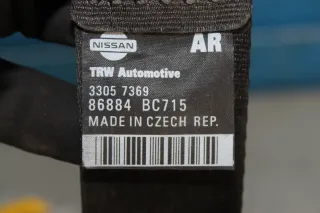 NISSAN
AR
TRW Automotive
3305 7369
86884 BC715
MADE IN CZECH REP.